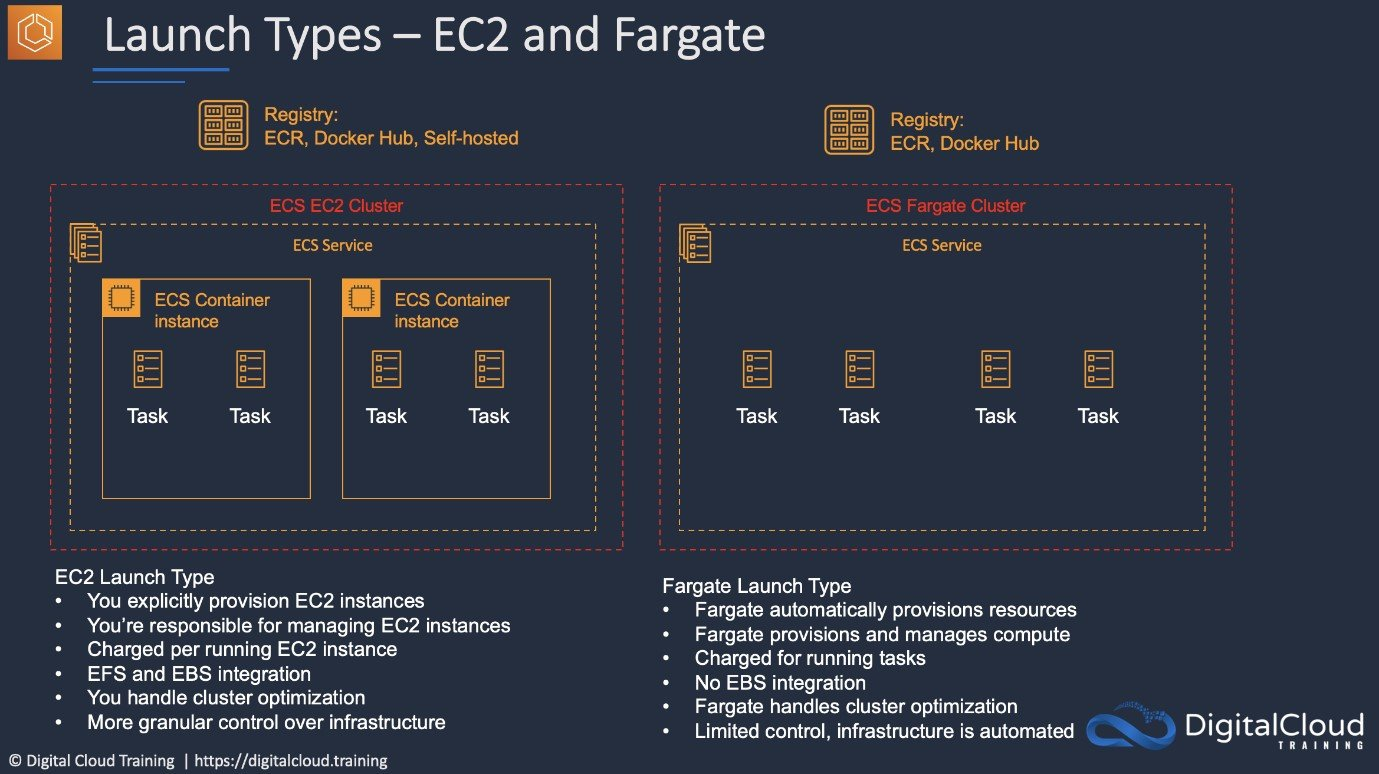 Launch Types – EC2 and Fargate
Registry:
ECR, Docker Hub, Self-hosted
Registry:
ECR, Docker Hub
ECS EC2 Cluster
ECS Service
ECS Container
instance
Task
Task
ECS Container
instance
Task
Task
ECS Fargate Cluster
ECS Service
Task
Task
Task
Task
EC2 Launch Type
• You explicitly provision EC2 instances
• You’re responsible for managing EC2 instances
• Charged per running EC2 instance
• EFS and EBS integration
• You handle cluster optimization
• More granular control over infrastructure
Fargate Launch Type
• Fargate automatically provisions resources
• Fargate provisions and manages compute
• Charged for running tasks
• No EBS integration
• Fargate handles cluster optimization
• Limited control, infrastructure is automated
DigitalCloud
TRAINING
© Digital Cloud Training | https://digitalcloud.training